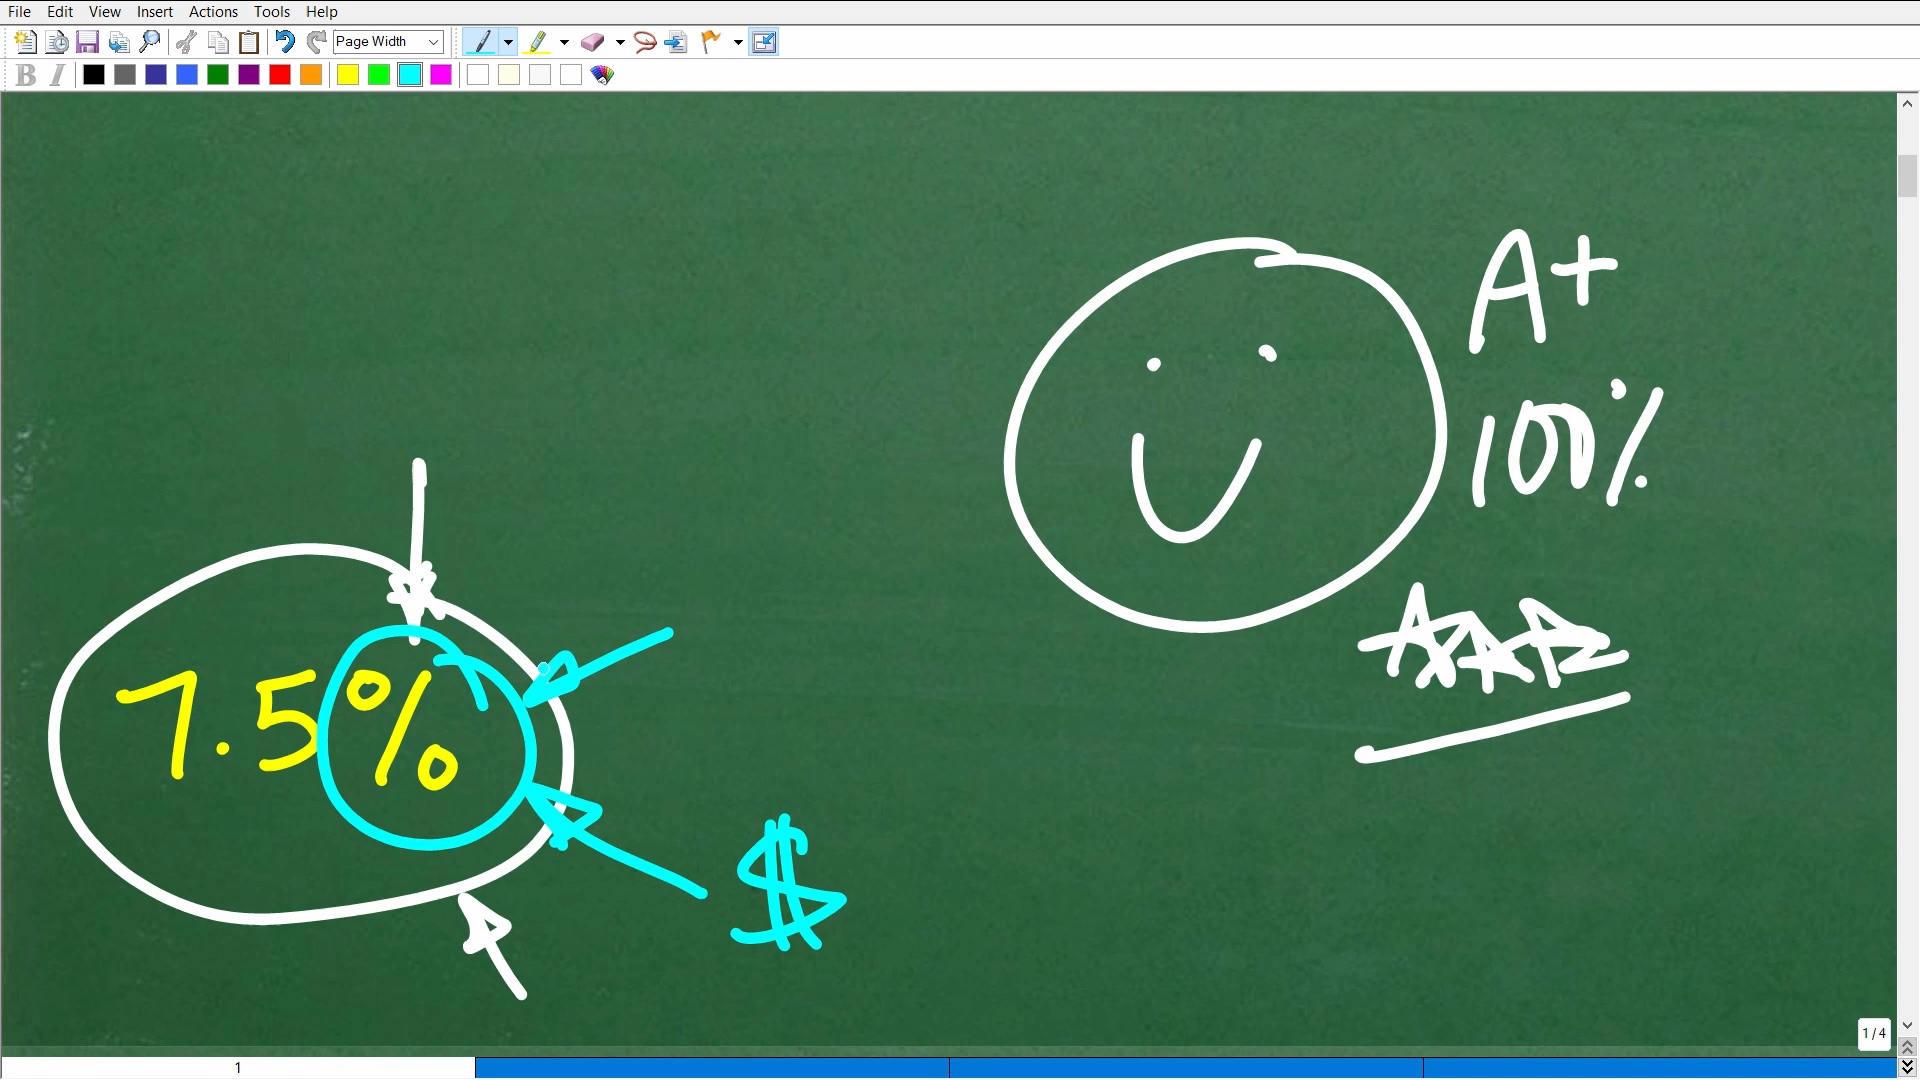 File Edit View Insert Actions Tools Help
Page Width
B I
A+
100%
7.5%
$
1 / 4
1